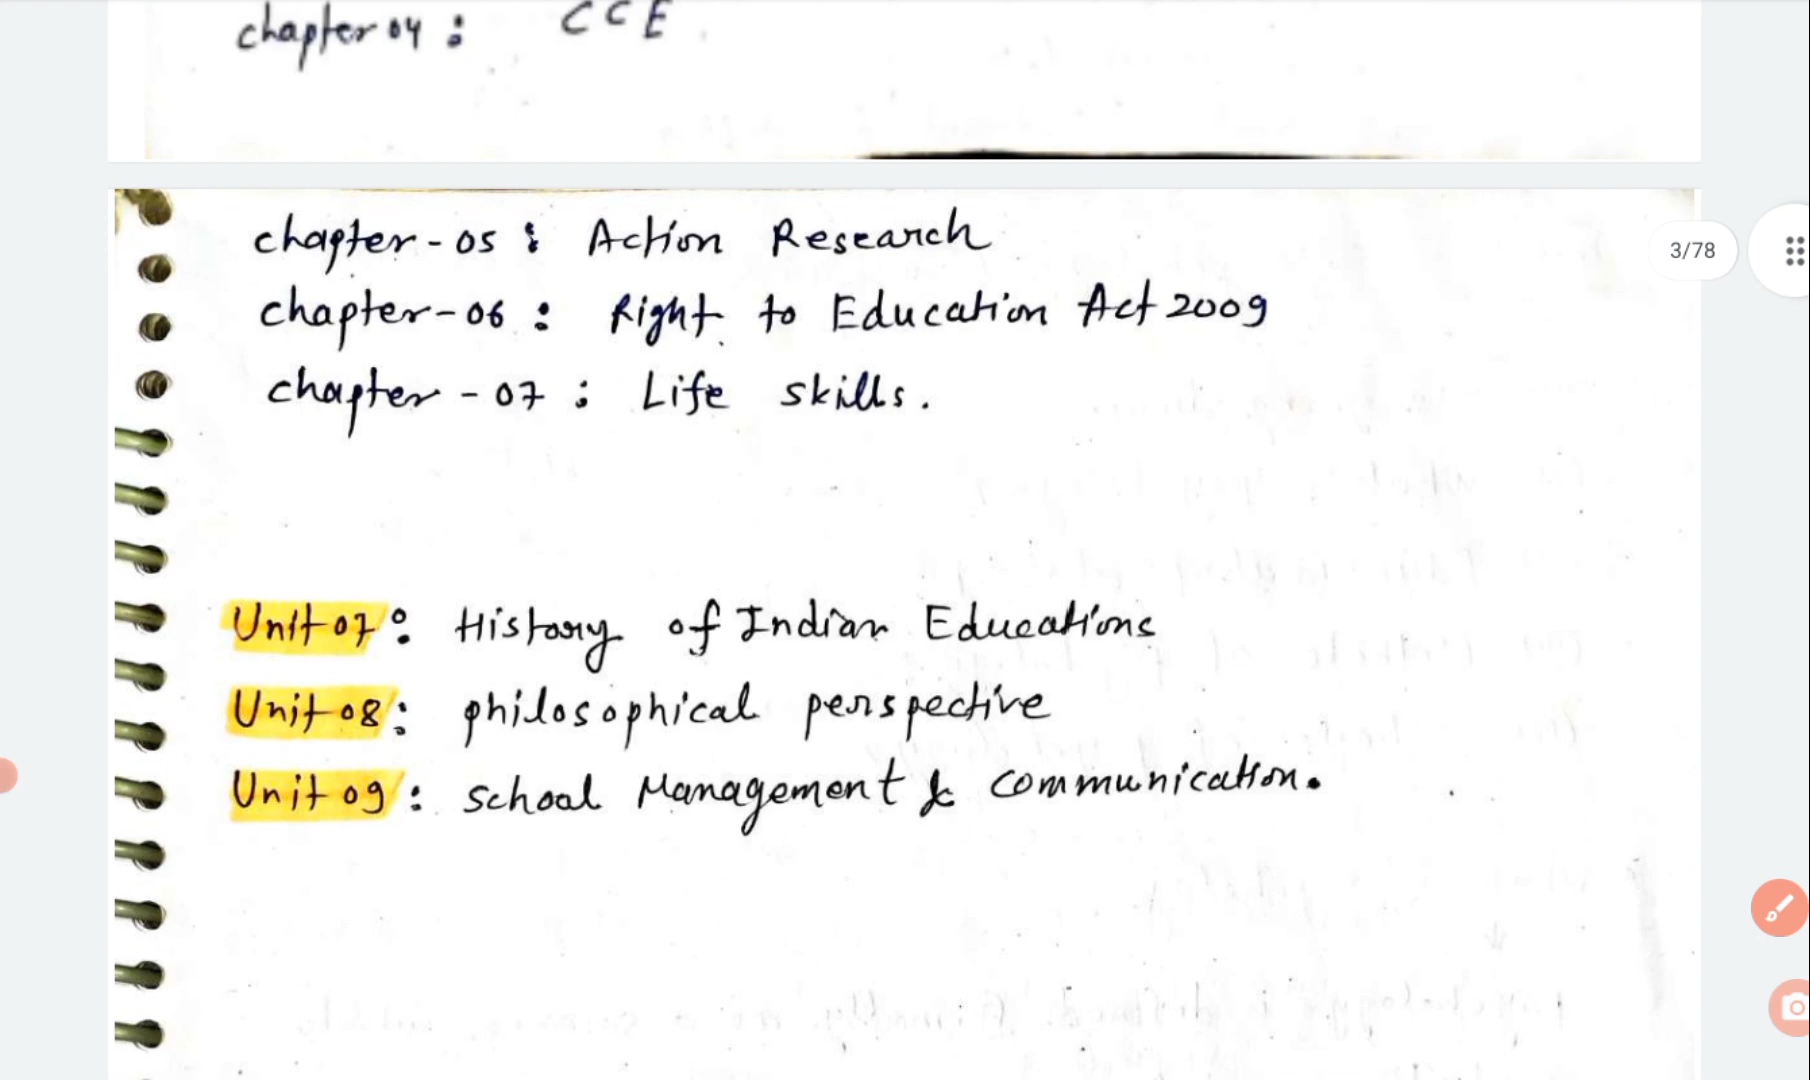 chapter 04 : CCE
chapter-05 : Action Research
3/78
chapter-06 : Right to Education Act 2009
chapter-07 : Life skills.
Unit 07 : History of Indian Educations
Unit 08 : philosophical perspective
Unit 09 : school Management & communication.